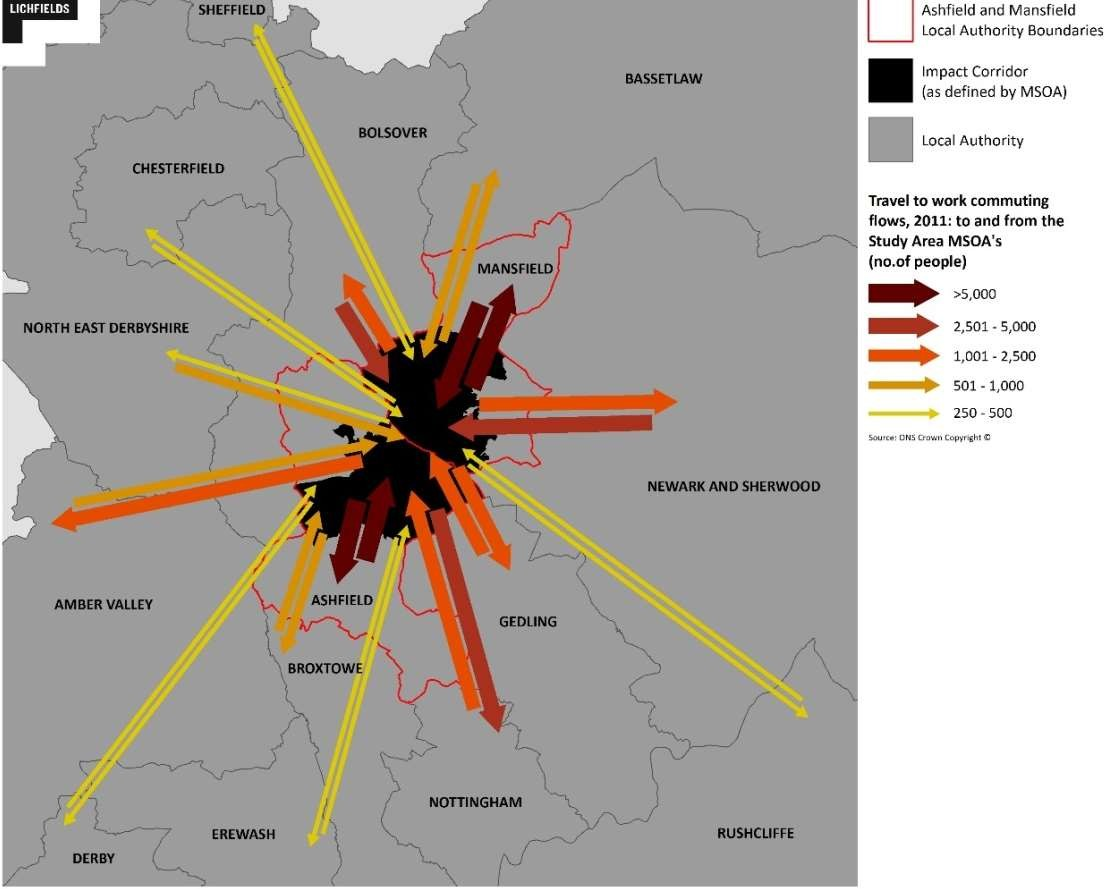 LICHFIELDS
SHEFFIELD
BASSETLAW
BOLSOVER
CHESTERFIELD
MANSFIELD
NORTH EAST DERBYSHIRE
NEWARK AND SHERWOOD
AMBER VALLEY
ASHFIELD
GEDLING
BROXTOWE
NOTTINGHAM
EREWASH
RUSHCLIFFE
DERBY
Ashfield and Mansfield
Local Authority Boundaries
Impact Corridor
(as defined by MSOA)
Local Authority
Travel to work commuting
flows, 2011: to and from the
Study Area MSOA's
(no.of people)
>5,000
2,501 - 5,000
1,001 - 2,500
501 - 1,000
250 - 500
Source: ONS Crown Copyright ©